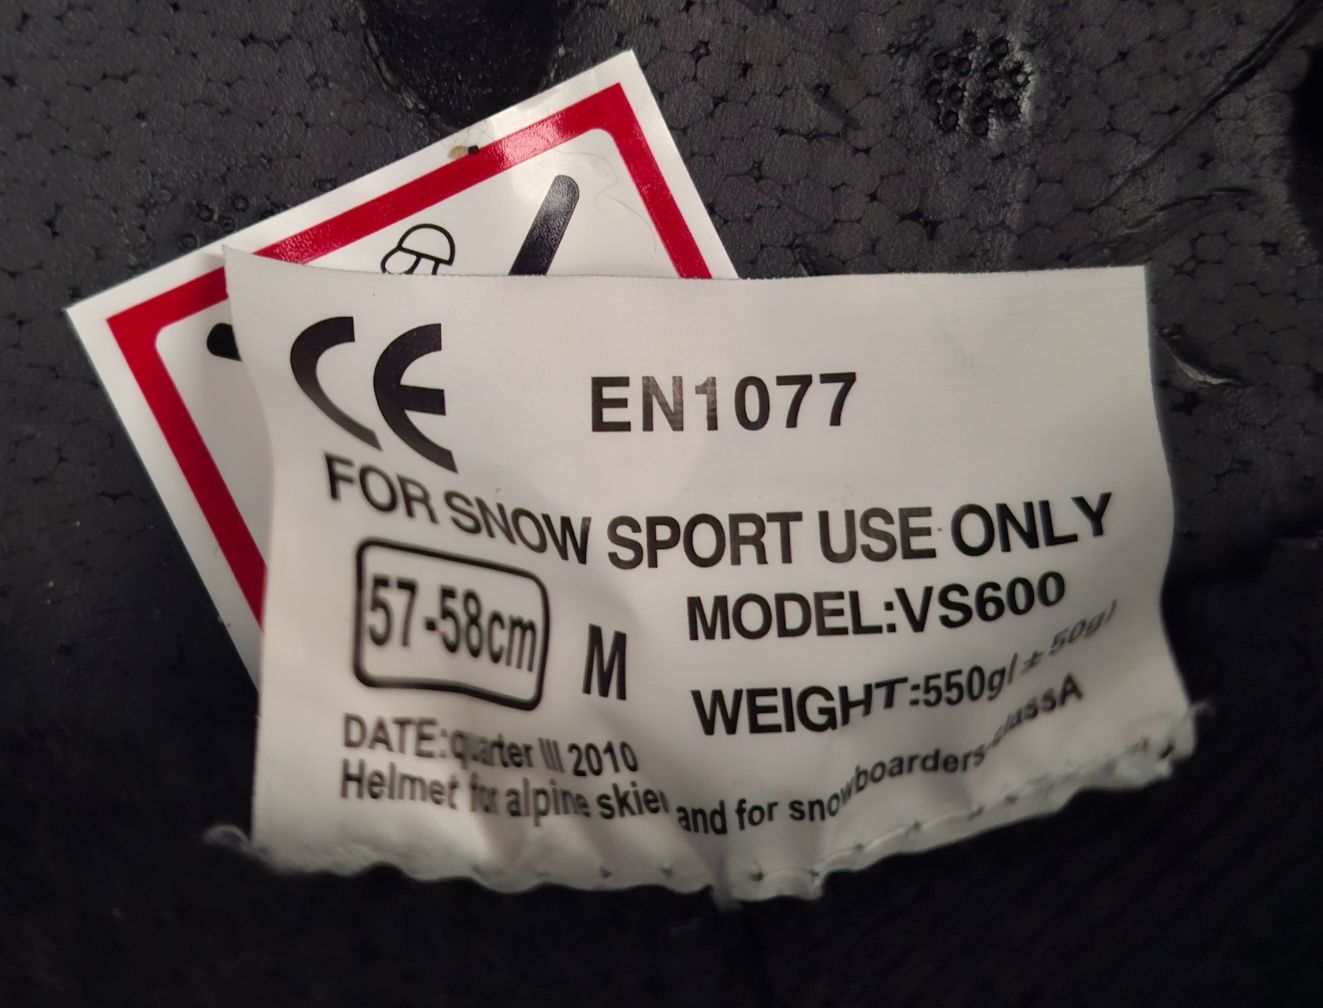 CE EN1077
FOR SNOW SPORT USE ONLY
57-58cm M MODEL:VS600
WEIGHT:550g/±50g/
DATE:quarter III 2010
Helmet for alpine skier and for snowboarders-classA